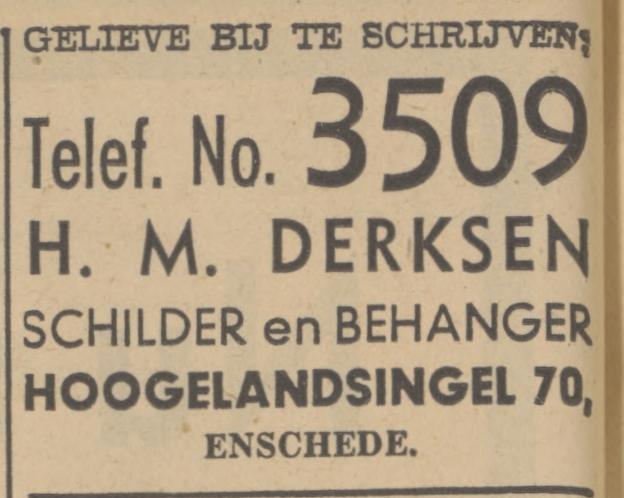 GELIEVE BIJ TE SCHRIJVEN;
Telef. No. 3509
H. M. DERKSEN
SCHILDER en BEHANGER
HOOGELANDSINGEL 70,
ENSCHEDE.